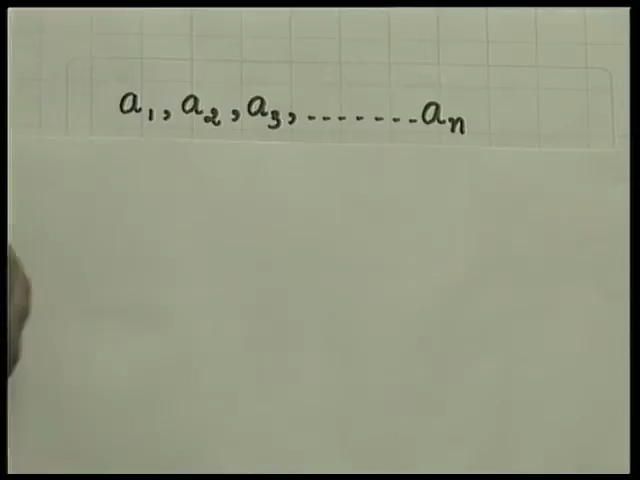 a₁, a₂, a₃, ........aₙ